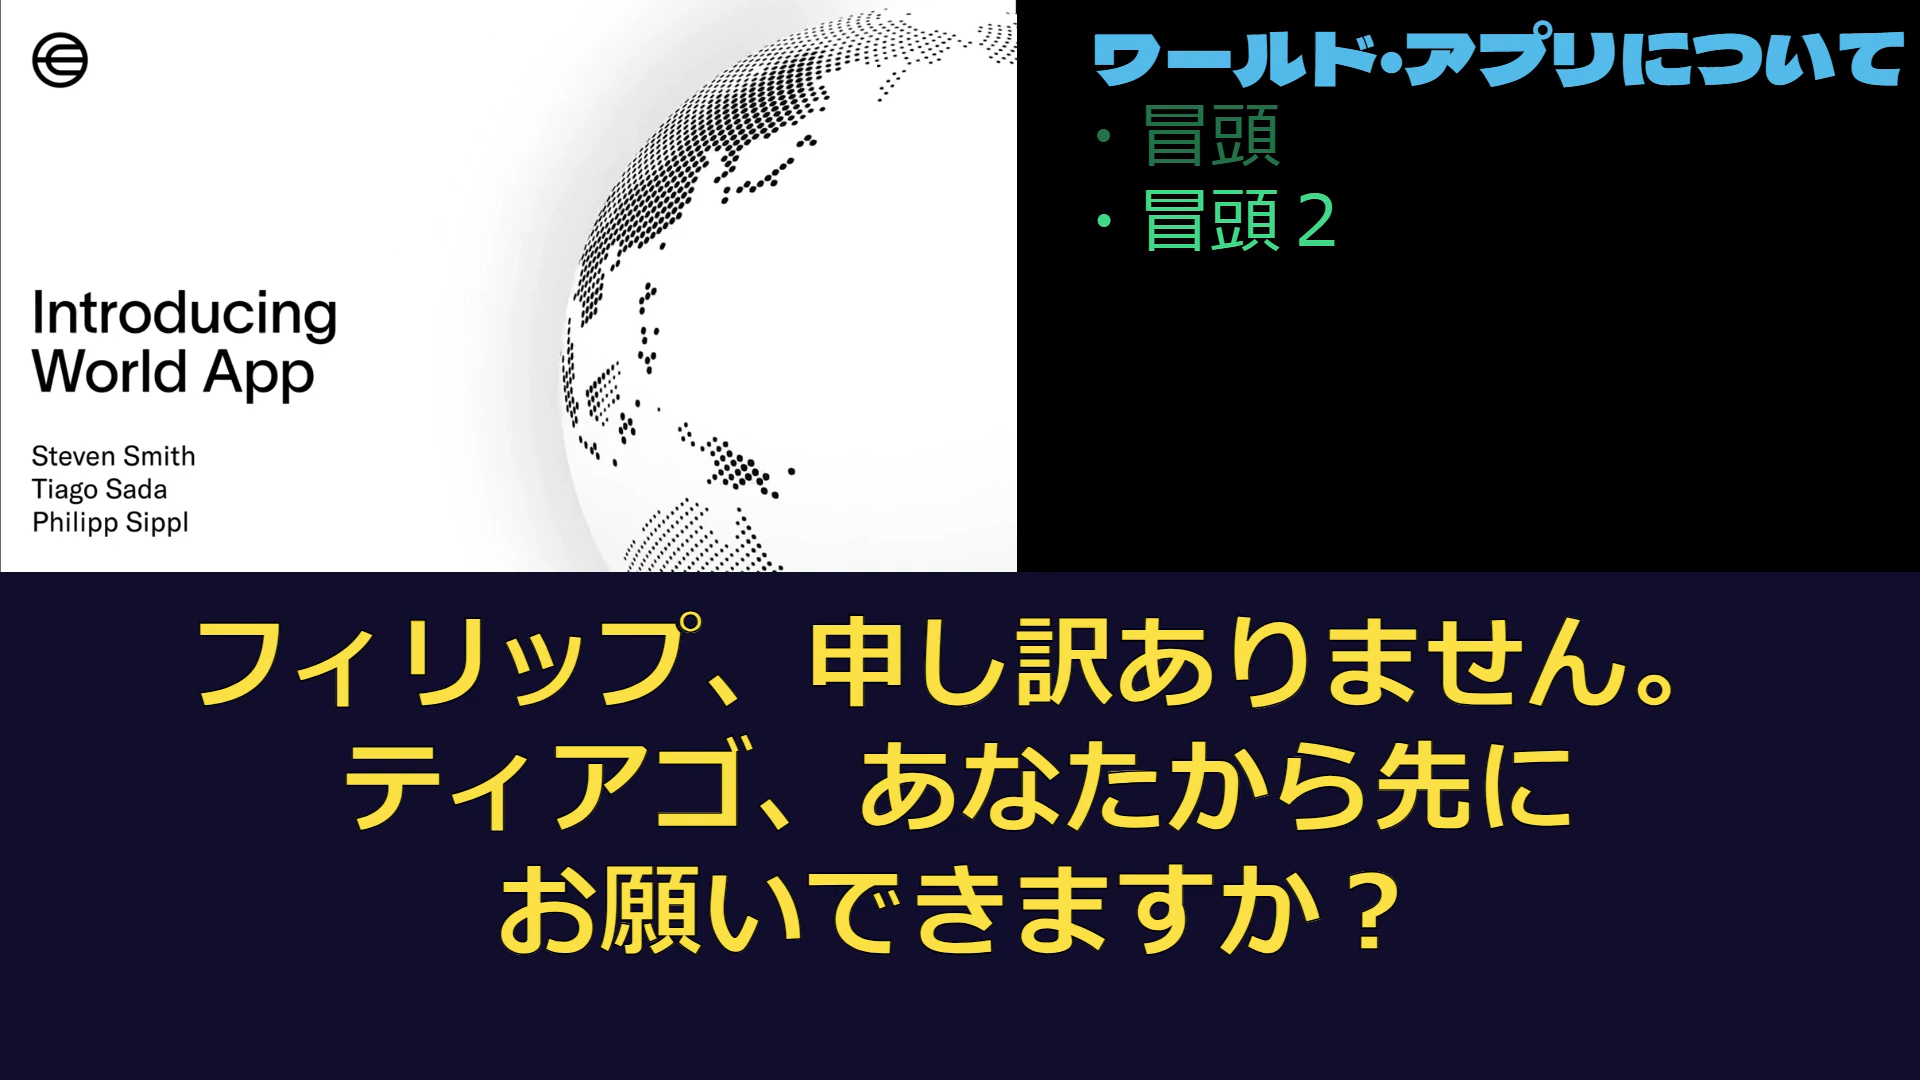 Introducing
World App
Steven Smith
Tiago Sada
Philipp Sippl
ワールド・アプリについて
・冒頭
・冒頭２
フィリップ、申し訳ありません。
ティアゴ、あなたから先に
お願いできますか？